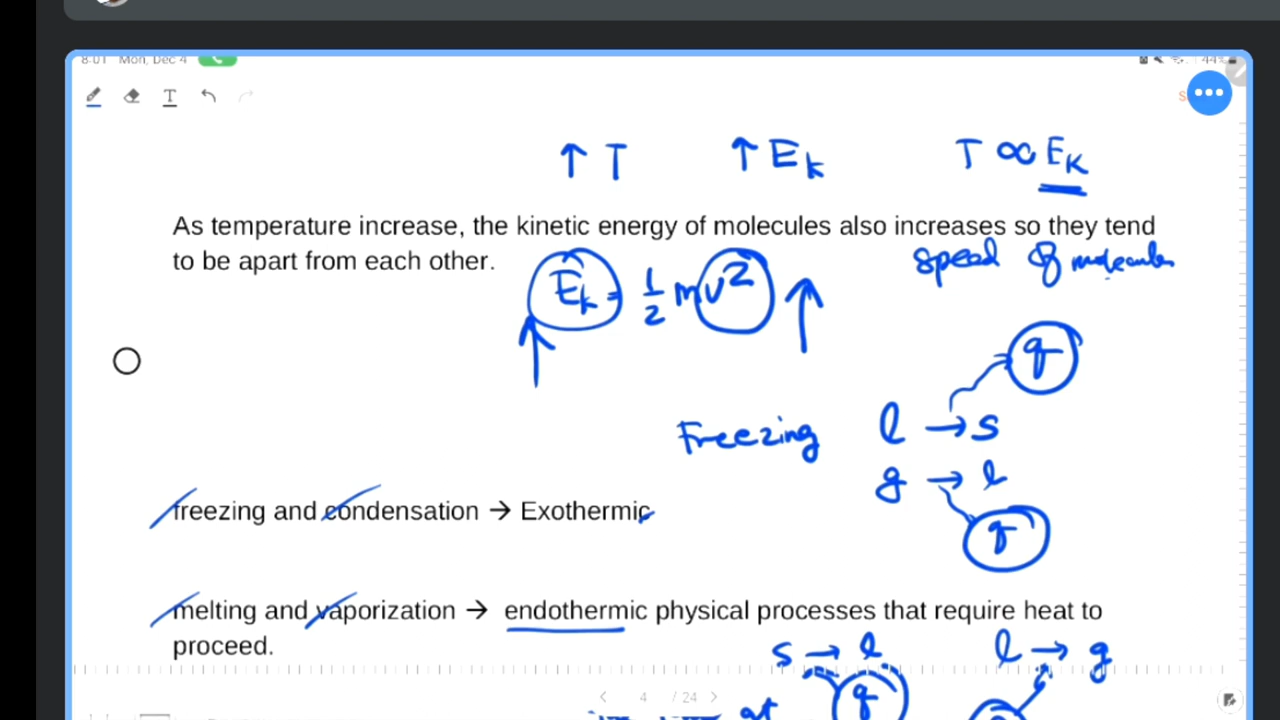 8:01 Mon, Dec 4 44%
T
↑ T ↑ Ek T ∝ EK
As temperature increase, the kinetic energy of molecules also increases so they tend
to be apart from each other.
speed of molecules
Ek = 1/2 mv2 ↑
↑
q
Freezing l → s
g → l
freezing and condensation → Exothermic
q
melting and vaporization → endothermic physical processes that require heat to
proceed.
s → l l → g
4 / 24
q
at